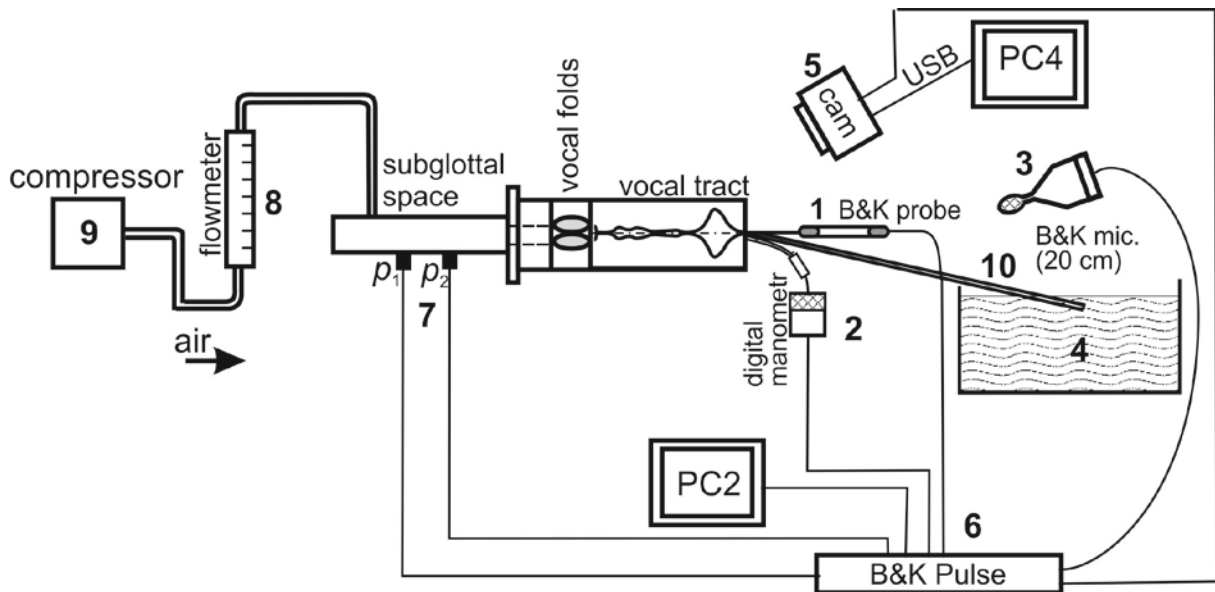 compressor
9
air
flowmeter
8
subglottal
space
vocal folds
vocal tract
p1
p2
7
5
cam
USB
PC4
3
1 B&K probe
B&K mic.
(20 cm)
10
4
digital
manometr
2
PC2
6
B&K Pulse